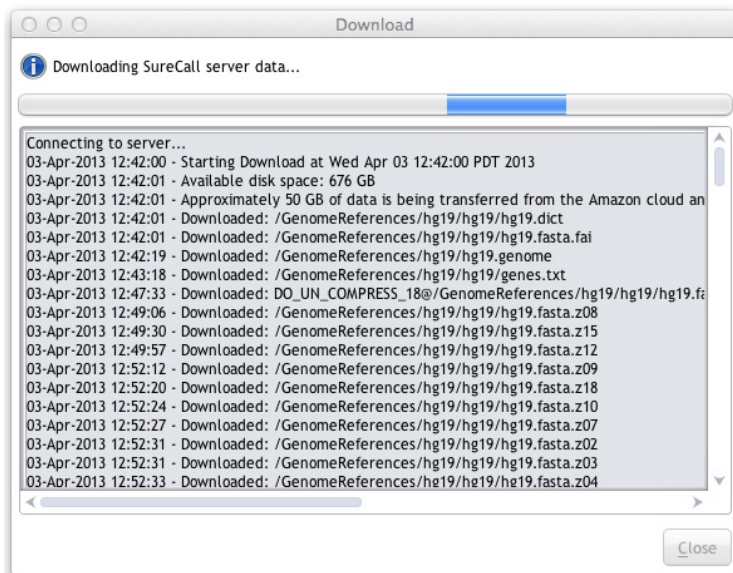 Download
Downloading SureCall server data...
Connecting to server...
03-Apr-2013 12:42:00 - Starting Download at Wed Apr 03 12:42:00 PDT 2013
03-Apr-2013 12:42:01 - Available disk space: 676 GB
03-Apr-2013 12:42:01 - Approximately 50 GB of data is being transferred from the Amazon cloud an
03-Apr-2013 12:42:01 - Downloaded: /GenomeReferences/hg19/hg19/hg19.dict
03-Apr-2013 12:42:01 - Downloaded: /GenomeReferences/hg19/hg19/hg19.fasta.fai
03-Apr-2013 12:42:19 - Downloaded: /GenomeReferences/hg19/hg19.genome
03-Apr-2013 12:43:18 - Downloaded: /GenomeReferences/hg19/hg19/genes.txt
03-Apr-2013 12:47:33 - Downloaded: DO_UN_COMPRESS_18@/GenomeReferences/hg19/hg19/hg19.fa
03-Apr-2013 12:49:06 - Downloaded: /GenomeReferences/hg19/hg19/hg19.fasta.z08
03-Apr-2013 12:49:30 - Downloaded: /GenomeReferences/hg19/hg19/hg19.fasta.z15
03-Apr-2013 12:49:57 - Downloaded: /GenomeReferences/hg19/hg19/hg19.fasta.z12
03-Apr-2013 12:52:12 - Downloaded: /GenomeReferences/hg19/hg19/hg19.fasta.z09
03-Apr-2013 12:52:20 - Downloaded: /GenomeReferences/hg19/hg19/hg19.fasta.z18
03-Apr-2013 12:52:24 - Downloaded: /GenomeReferences/hg19/hg19/hg19.fasta.z10
03-Apr-2013 12:52:27 - Downloaded: /GenomeReferences/hg19/hg19/hg19.fasta.z07
03-Apr-2013 12:52:31 - Downloaded: /GenomeReferences/hg19/hg19/hg19.fasta.z02
03-Apr-2013 12:52:31 - Downloaded: /GenomeReferences/hg19/hg19/hg19.fasta.z03
03-Apr-2013 12:52:33 - Downloaded: /GenomeReferences/hg19/hg19/hg19.fasta.z04
Close